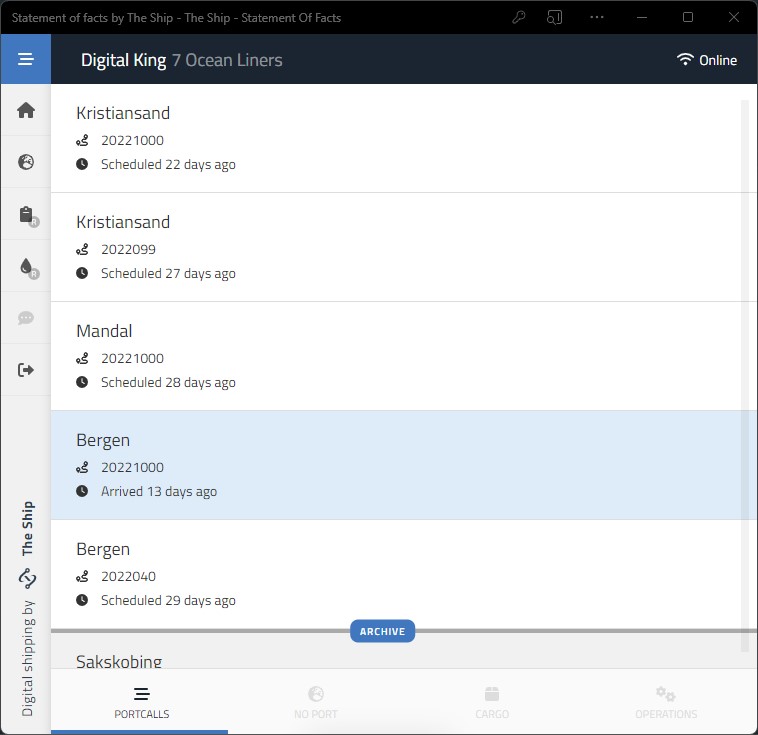 Statement of facts by The Ship - The Ship - Statement Of Facts
Digital King 7 Ocean Liners
Online
Kristiansand
20221000
Scheduled 22 days ago
Kristiansand
2022099
Scheduled 27 days ago
Mandal
20221000
Scheduled 28 days ago
Bergen
20221000
Arrived 13 days ago
Bergen
2022040
Scheduled 29 days ago
ARCHIVE
Sakskobing
R
R
Digital shipping by The Ship
PORTCALLS
NO PORT
CARGO
OPERATIONS